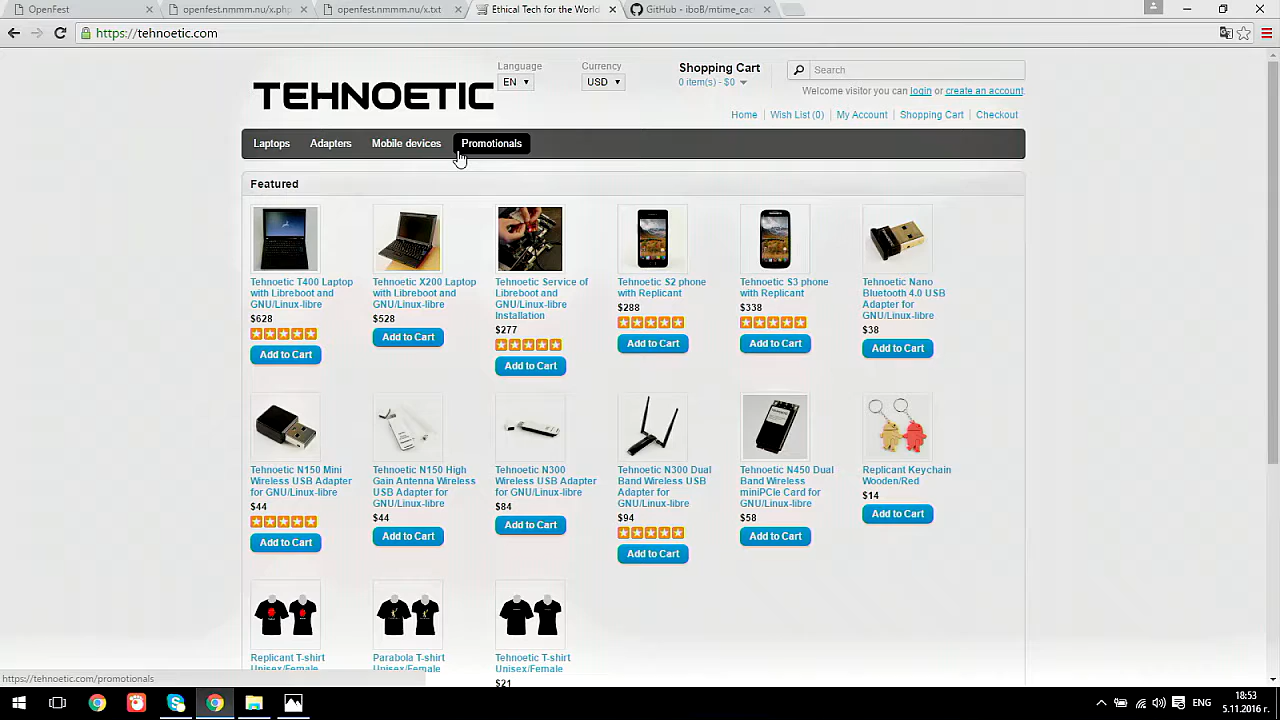 OpenFest
openfest.nmmm.nu/x.ph
openfest.nmmm.nu/x.txt
Ethical Tech for the World
GitHub - iboB/mtime_cac
https://tehnoetic.com
TEHNOETIC
Language
EN
Currency
USD
Shopping Cart
0 item(s) - $0
Search
Welcome visitor you can login or create an account.
Home Wish List (0) My Account Shopping Cart Checkout
Laptops Adapters Mobile devices Promotionals
Featured
Tehnoetic T400 Laptop
with Libreboot and
GNU/Linux-libre
$628
Add to Cart
Tehnoetic X200 Laptop
with Libreboot and
GNU/Linux-libre
$528
Add to Cart
Tehnoetic Service of
Libreboot and
GNU/Linux-libre
Installation
$277
Add to Cart
Tehnoetic S2 phone
with Replicant
$288
Add to Cart
Tehnoetic S3 phone
with Replicant
$338
Add to Cart
Tehnoetic Nano
Bluetooth 4.0 USB
Adapter for
GNU/Linux-libre
$38
Add to Cart
Tehnoetic N150 Mini
Wireless USB Adapter
for GNU/Linux-libre
$44
Add to Cart
Tehnoetic N150 High
Gain Antenna Wireless
USB Adapter for
GNU/Linux-libre
$44
Add to Cart
Tehnoetic N300
Wireless USB Adapter
for GNU/Linux-libre
$84
Add to Cart
Tehnoetic N300 Dual
Band Wireless USB
Adapter for
GNU/Linux-libre
$94
Add to Cart
Tehnoetic N450 Dual
Band Wireless
miniPCIe Card for
GNU/Linux-libre
$58
Add to Cart
Replicant Keychain
Wooden/Red
$14
Add to Cart
Replicant T-shirt
Unisex/Female
Parabola T-shirt
Unisex/Female
Tehnoetic T-shirt
Unisex/Female
$21
https://tehnoetic.com/promotionals
ENG
18:53
5.11.2016 г.